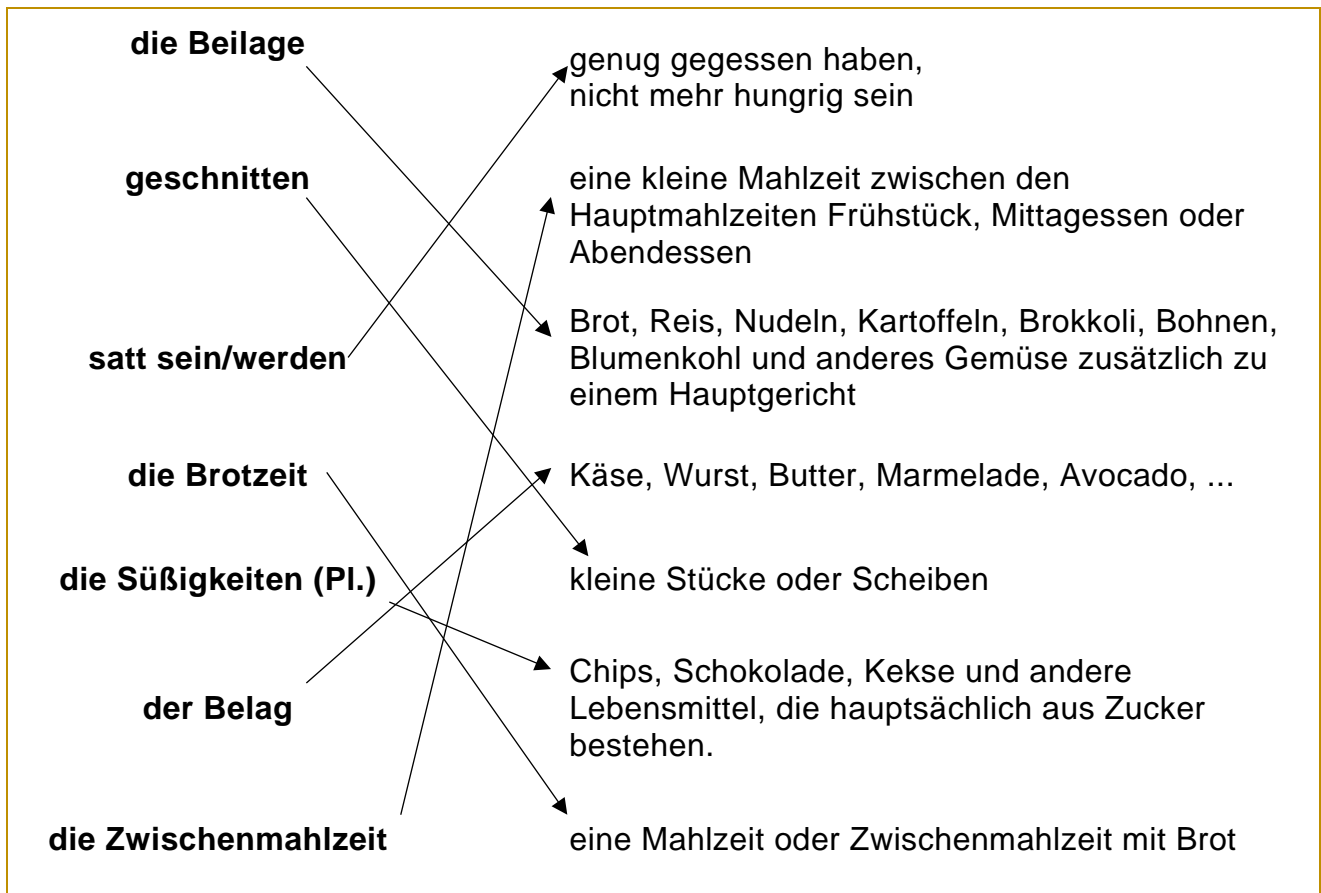 die Beilage
genug gegessen haben,
nicht mehr hungrig sein
geschnitten
eine kleine Mahlzeit zwischen den
Hauptmahlzeiten Frühstück, Mittagessen oder
Abendessen
satt sein/werden
Brot, Reis, Nudeln, Kartoffeln, Brokkoli, Bohnen,
Blumenkohl und anderes Gemüse zusätzlich zu
einem Hauptgericht
die Brotzeit
Käse, Wurst, Butter, Marmelade, Avocado, ...
die Süßigkeiten (Pl.)
kleine Stücke oder Scheiben
der Belag
Chips, Schokolade, Kekse und andere
Lebensmittel, die hauptsächlich aus Zucker
bestehen.
die Zwischenmahlzeit
eine Mahlzeit oder Zwischenmahlzeit mit Brot